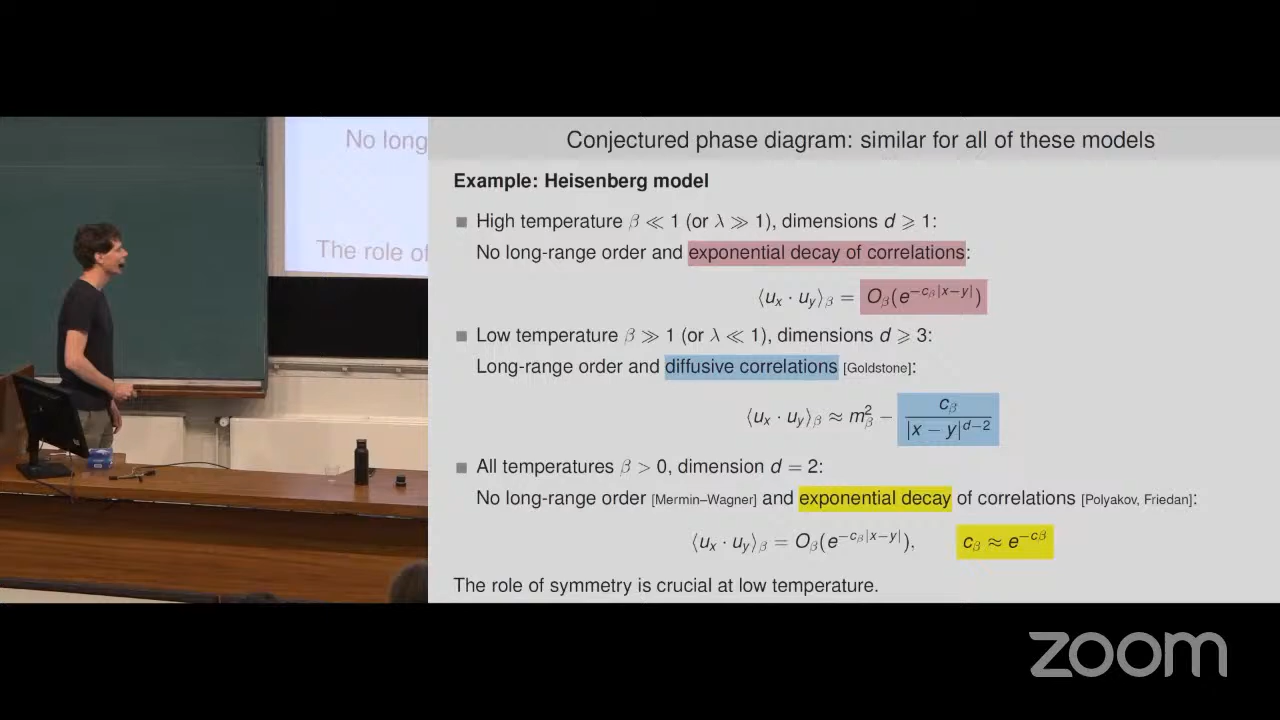 No long
The role of
Conjectured phase diagram: similar for all of these models
Example: Heisenberg model
■ High temperature β ≪ 1 (or λ ≫ 1), dimensions d ⩾ 1:
No long-range order and exponential decay of correlations:
⟨u_x · u_y⟩_β = O_β(e^{−c_β|x−y|})
■ Low temperature β ≫ 1 (or λ ≪ 1), dimensions d ⩾ 3:
Long-range order and diffusive correlations [Goldstone]:
⟨u_x · u_y⟩_β ≈ m_β^2 − c_β / |x − y|^{d−2}
■ All temperatures β > 0, dimension d = 2:
No long-range order [Mermin–Wagner] and exponential decay of correlations [Polyakov, Friedan]:
⟨u_x · u_y⟩_β = O_β(e^{−c_β|x−y|}), c_β ≈ e^{−cβ}
The role of symmetry is crucial at low temperature.
zoom